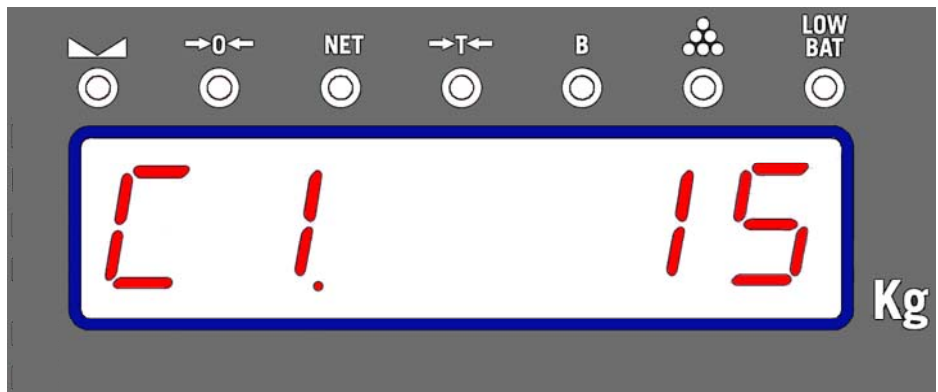 →0← NET →T← B LOW BAT
C1. 15
Kg